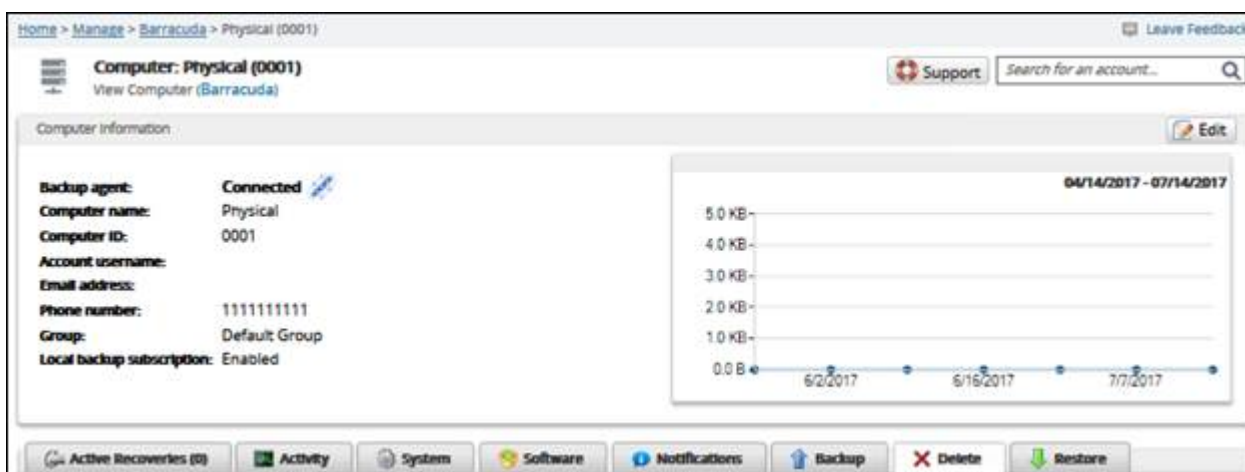 Home > Manage > Barracuda > Physical (0001)
Leave Feedback
Computer: Physical (0001)
View Computer (Barracuda)
Support
Search for an account...
Computer Information
Edit
Backup agent: Connected
Computer name: Physical
Computer ID: 0001
Account username:
Email address:
Phone number: 1111111111
Group: Default Group
Local backup subscription: Enabled
04/14/2017 - 07/14/2017
5.0 KB
4.0 KB
3.0 KB
2.0 KB
1.0 KB
0.0 B
6/2/2017 6/16/2017 7/7/2017
Active Recoveries (0) Activity System Software Notifications Backup Delete Restore